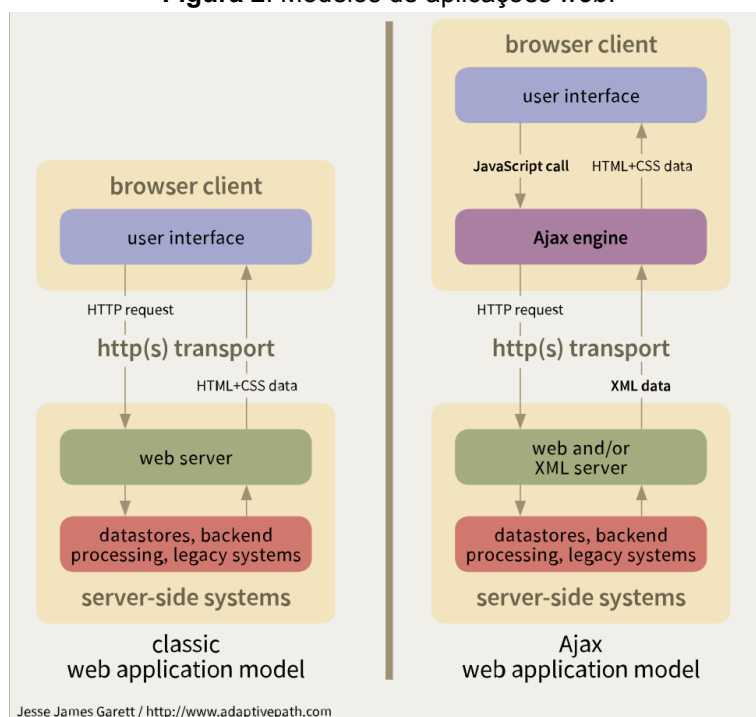 Figura 2. Modelos de aplicações web.
browser client
user interface
HTTP request
http(s) transport
HTML+CSS data
web server
datastores, backend
processing, legacy systems
server-side systems
classic
web application model
browser client
user interface
JavaScript call
HTML+CSS data
Ajax engine
HTTP request
http(s) transport
XML data
web and/or
XML server
datastores, backend
processing, legacy systems
server-side systems
Ajax
web application model
Jesse James Garett / http://www.adaptivepath.com